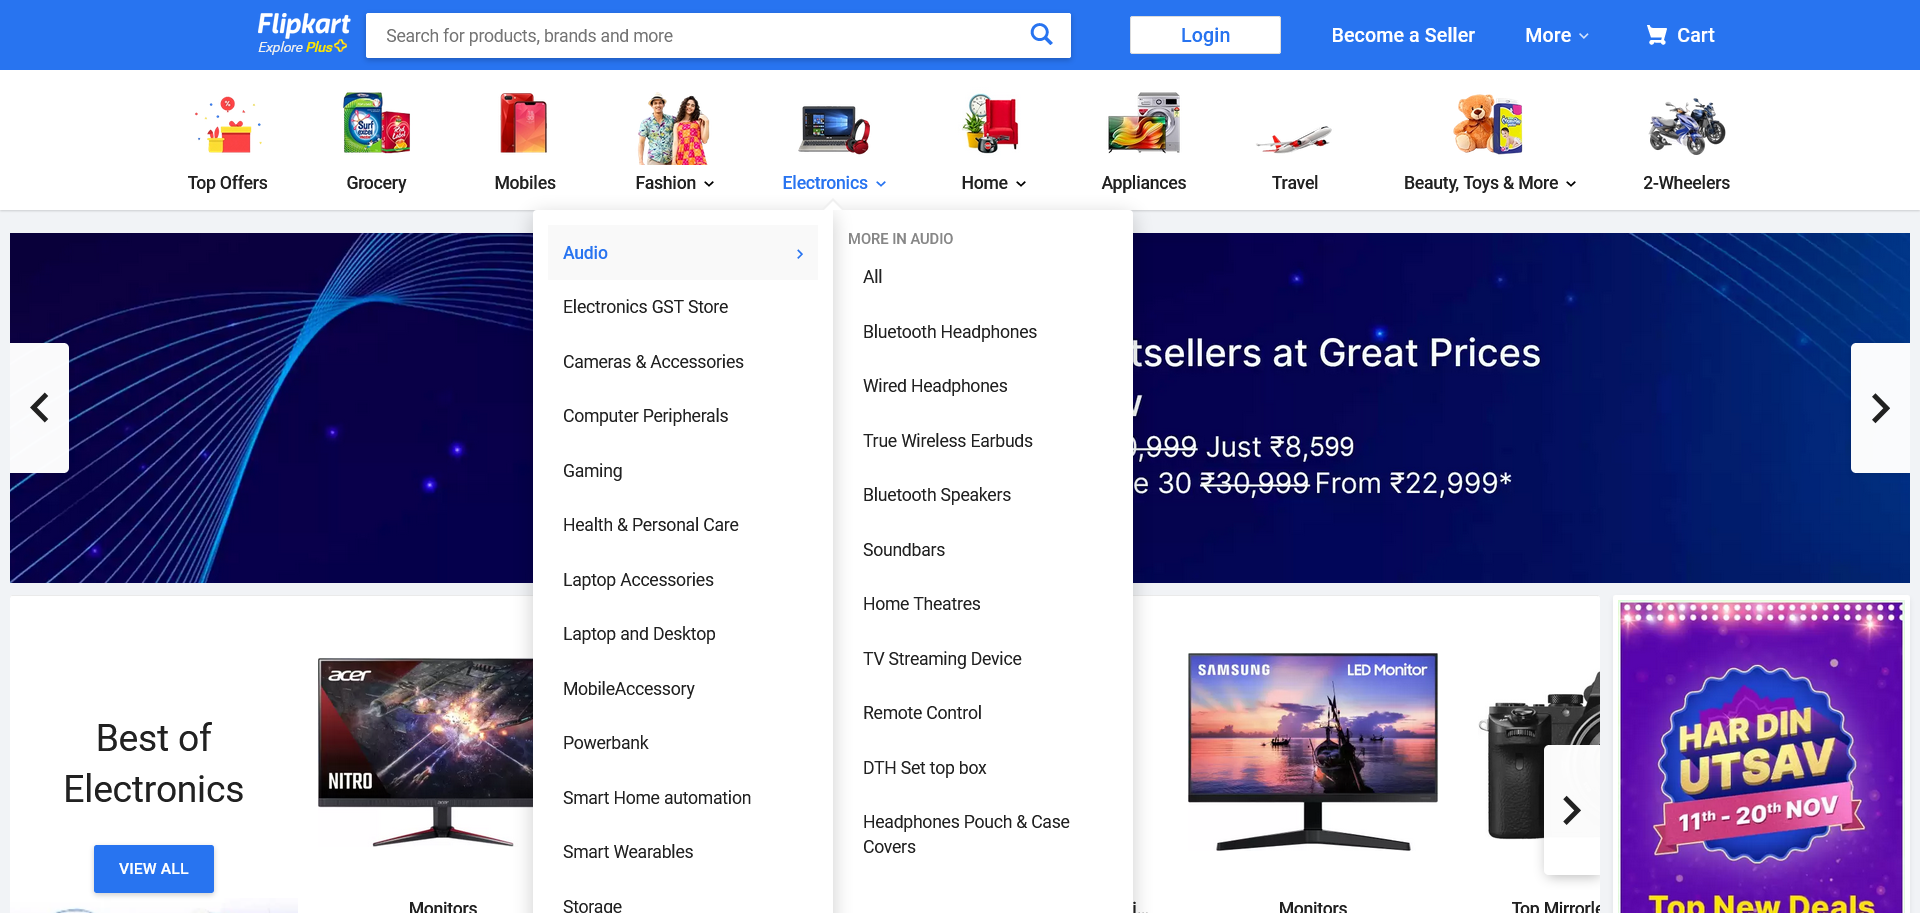 Flipkart
Explore Plus
Search for products, brands and more
Login
Become a Seller
More
Cart
Top Offers
Grocery
Mobiles
Fashion
Electronics
Home
Appliances
Travel
Beauty, Toys & More
2-Wheelers
Audio
Electronics GST Store
Cameras & Accessories
Computer Peripherals
Gaming
Health & Personal Care
Laptop Accessories
Laptop and Desktop
MobileAccessory
Powerbank
Smart Home automation
Smart Wearables
Storage
MORE IN AUDIO
All
Bluetooth Headphones
Wired Headphones
True Wireless Earbuds
Bluetooth Speakers
Soundbars
Home Theatres
TV Streaming Device
Remote Control
DTH Set top box
Headphones Pouch & Case
Covers
tsellers at Great Prices
w
0,999 Just ₹8,599
e 30 ₹30,999 From ₹22,999*
Best of
Electronics
VIEW ALL
acer
NITRO
Monitors
SAMSUNG
LED Monitor
i...
Monitors
Top Mirrorle
HAR DIN
UTSAV
11th - 20th NOV
Top New Deals